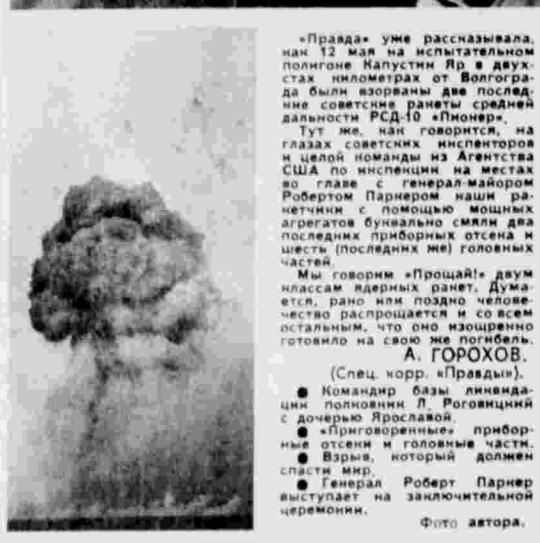 «Правда» уже рассказывала,
как 12 мая на испытательном
полигоне Капустин Яр в двух-
стах километрах от Волгогра-
да были взорваны две послед-
ние советские ракеты средней
дальности РСД-10 «Пионер».
Тут же, как говорится, на
глазах советских инспекторов
и целой команды из Агентства
США по инспекции на местах
во главе с генерал-майором
Робертом Паркером наши ра-
кетчики с помощью мощных
агрегатов буквально смяли два
последних приборных отсека и
шесть (последних же) головных
частей.
Мы говорим «Прощай!» двум
классам ядерных ракет. Дума-
ется, рано или поздно челове-
чество распрощается и со всем
остальным, что оно изощренно
готовило на свою же погибель.
А. ГОРОХОВ.
(Спец. корр. «Правды»).
● Командир базы ликвида-
ции полковник Л. Роговицкий
с дочерью Ярославой.
● «Приговоренные» прибор-
ные отсеки и головные части.
● Взрыв, который должен
спасти мир.
● Генерал Роберт Паркер
выступает на заключительной
церемонии.
Фото автора.